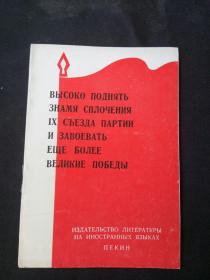 ВЫСОКО ПОДНЯТЬ
ЗНАМЯ СПЛОЧЕНИЯ
IX СЪЕЗДА ПАРТИИ
И ЗАВОЕВАТЬ
ЕЩЕ БОЛЕЕ
ВЕЛИКИЕ ПОБЕДЫ
ИЗДАТЕЛЬСТВО ЛИТЕРАТУРЫ
НА ИНОСТРАННЫХ ЯЗЫКАХ
ПЕКИН